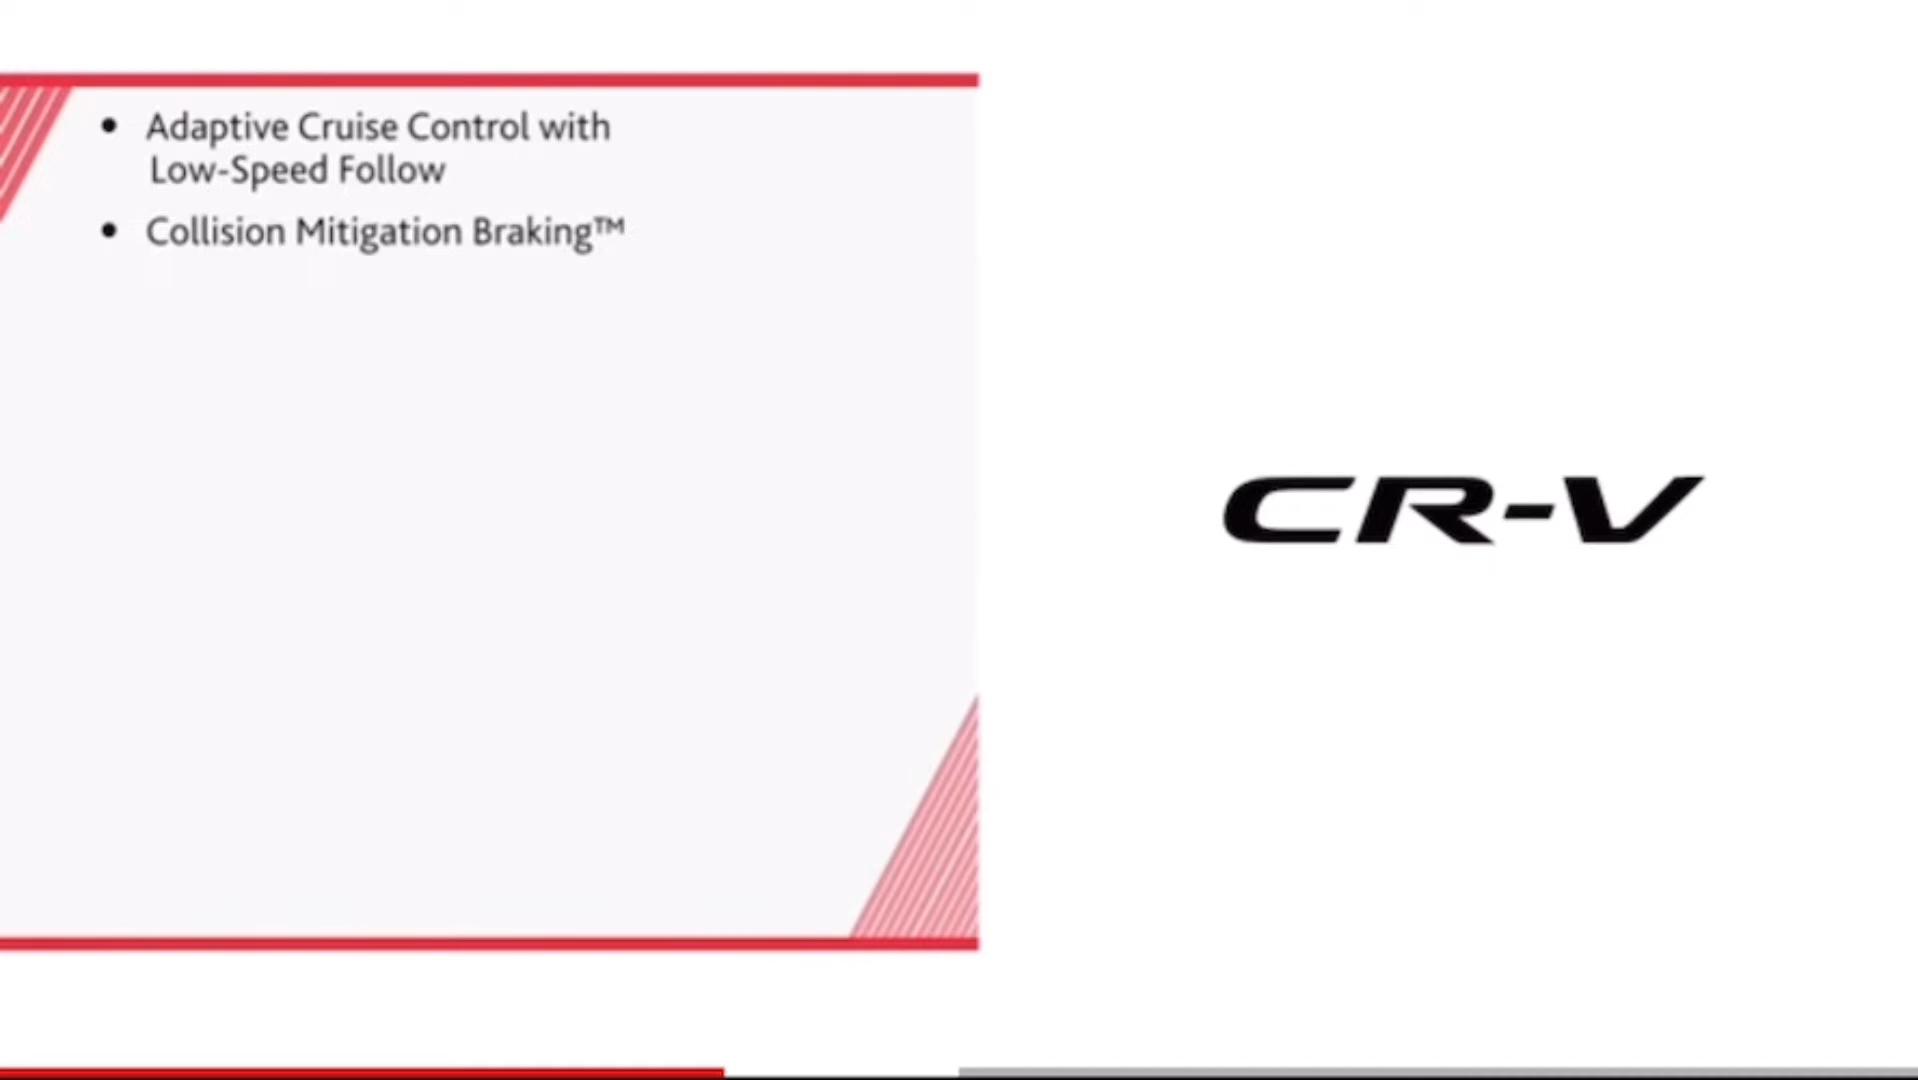 • Adaptive Cruise Control with
Low-Speed Follow
• Collision Mitigation Braking™
CR-V